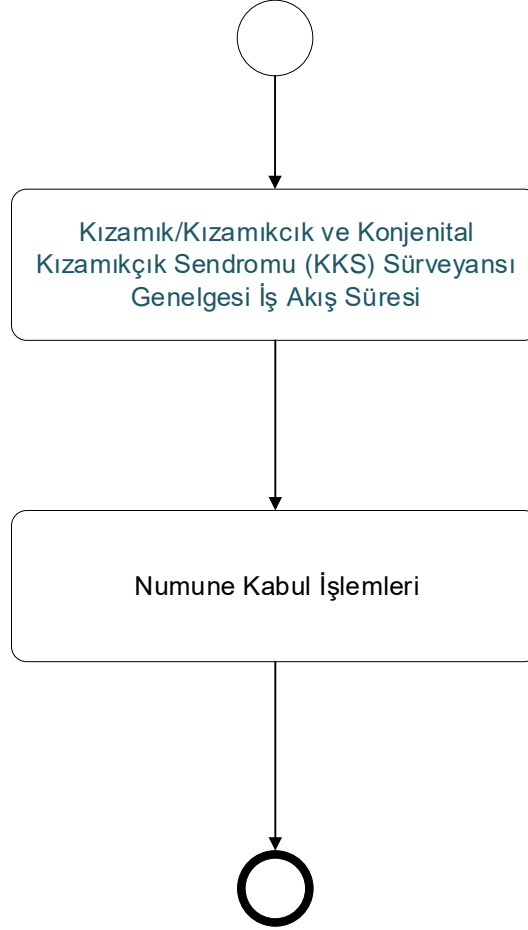 Kızamık/Kızamıkcık ve Konjenital
Kızamıkçık Sendromu (KKS) Sürveyansı
Genelgesi İş Akış Süresi
Numune Kabul İşlemleri